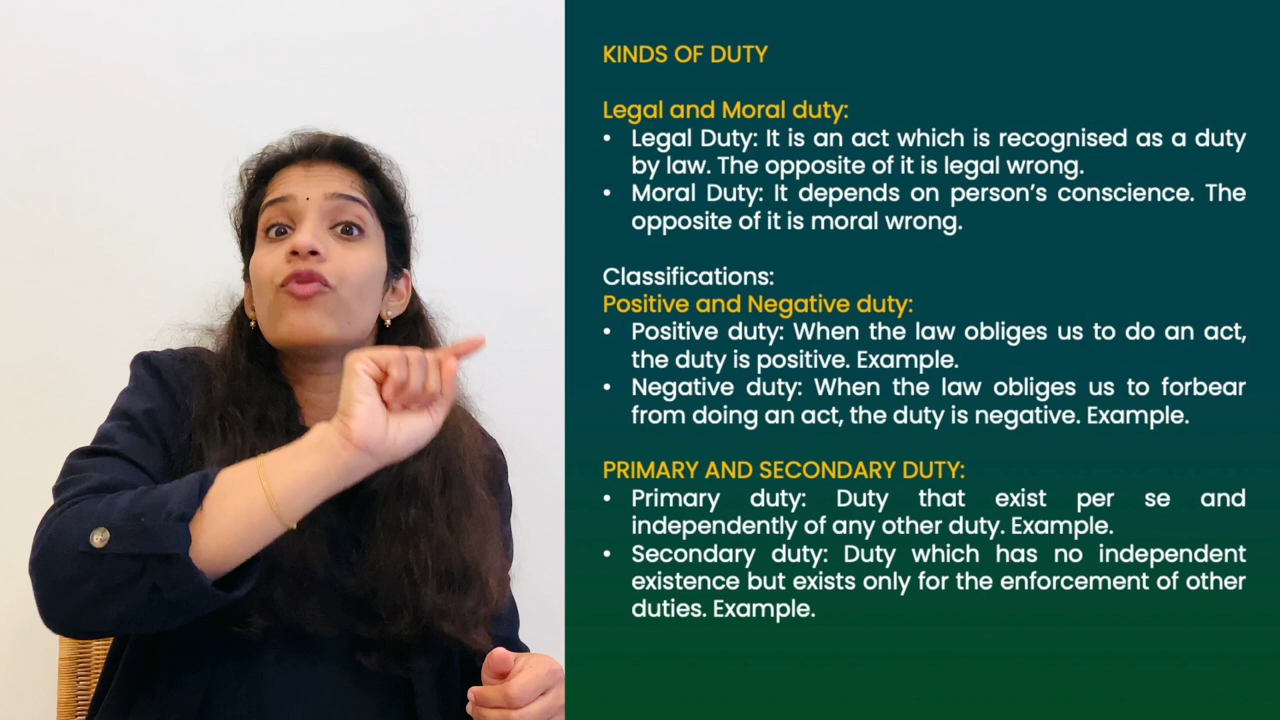 KINDS OF DUTY
Legal and Moral duty:
• Legal Duty: It is an act which is recognised as a duty
by law. The opposite of it is legal wrong.
• Moral Duty: It depends on person’s conscience. The
opposite of it is moral wrong.
Classifications:
Positive and Negative duty:
• Positive duty: When the law obliges us to do an act,
the duty is positive. Example.
• Negative duty: When the law obliges us to forbear
from doing an act, the duty is negative. Example.
PRIMARY AND SECONDARY DUTY:
• Primary duty: Duty that exist per se and
independently of any other duty. Example.
• Secondary duty: Duty which has no independent
existence but exists only for the enforcement of other
duties. Example.